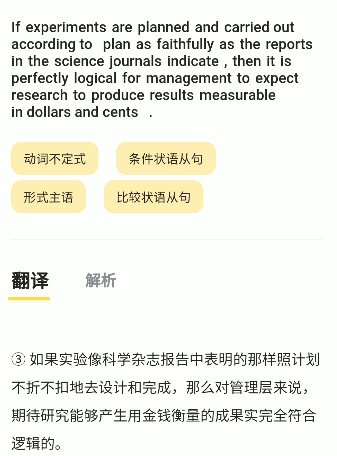 If experiments are planned and carried out
according to plan as faithfully as the reports
in the science journals indicate , then it is
perfectly logical for management to expect
research to produce results measurable
in dollars and cents .
动词不定式 条件状语从句
形式主语 比较状语从句
翻译 解析
③ 如果实验像科学杂志报告中表明的那样照计划
不折不扣地去设计和完成，那么对管理层来说，
期待研究能够产生用金钱衡量的成果实完全符合
逻辑的。